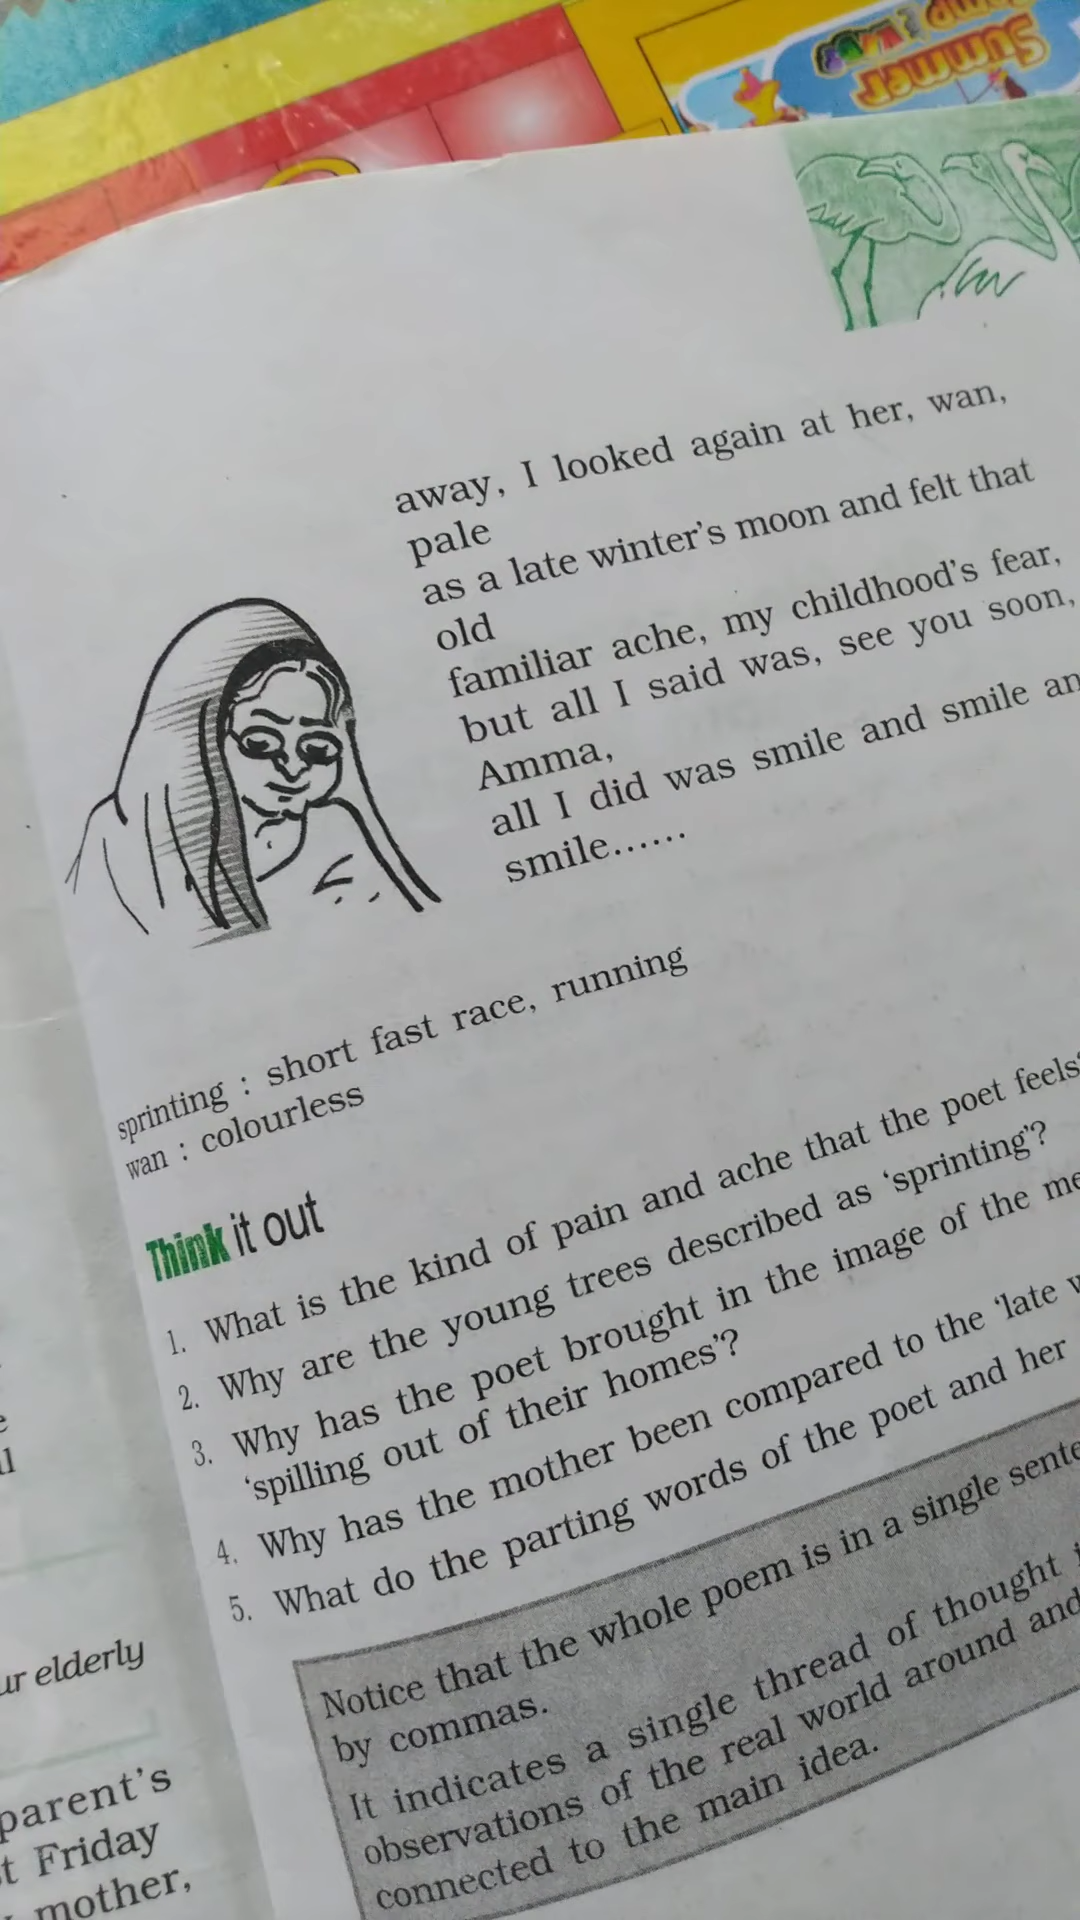 Summer
away, I looked again at her, wan,
pale
as a late winter's moon and felt that
old
familiar ache, my childhood's fear,
but all I said was, see you soon,
Amma,
all I did was smile and smile an
smile......
sprinting : short fast race, running
wan : colourless
Think it out
1. What is the kind of pain and ache that the poet feels?
2. Why are the young trees described as 'sprinting'?
3. Why has the poet brought in the image of the me
'spilling out of their homes'?
4. Why has the mother been compared to the 'late w
5. What do the parting words of the poet and her
Notice that the whole poem is in a single sente
by commas.
It indicates a single thread of thought i
observations of the real world around and
connected to the main idea.
ur elderly
parent's
t Friday
mother,